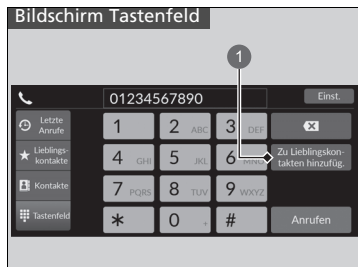 Bildschirm Tastenfeld
1
01234567890
Einst.
Letzte
Anrufe
1
2 ABC
3 DEF
Lieblings-
kontakte
4 GHI
5 JKL
6 MNO
Zu Lieblingskon-
takten hinzufüg.
Kontakte
7 PQRS
8 TUV
9 WXYZ
Tastenfeld
*
0 +
#
Anrufen